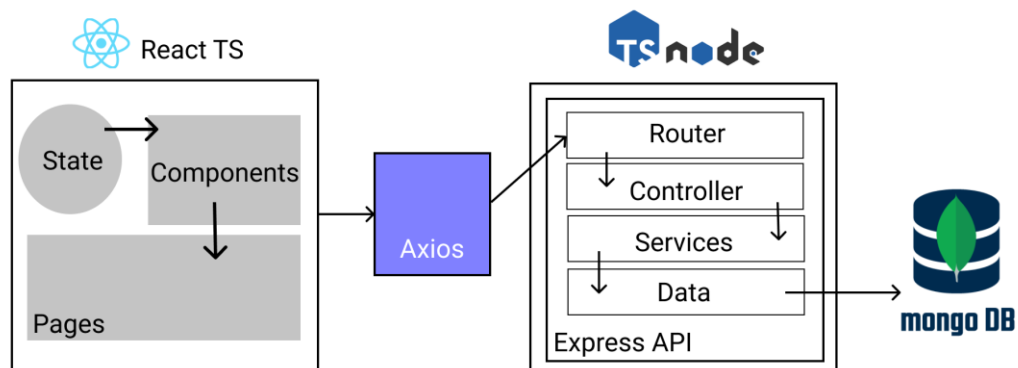 React TS
State
Components
Pages
Axios
TS node
Router
Controller
Services
Data
Express API
mongo DB